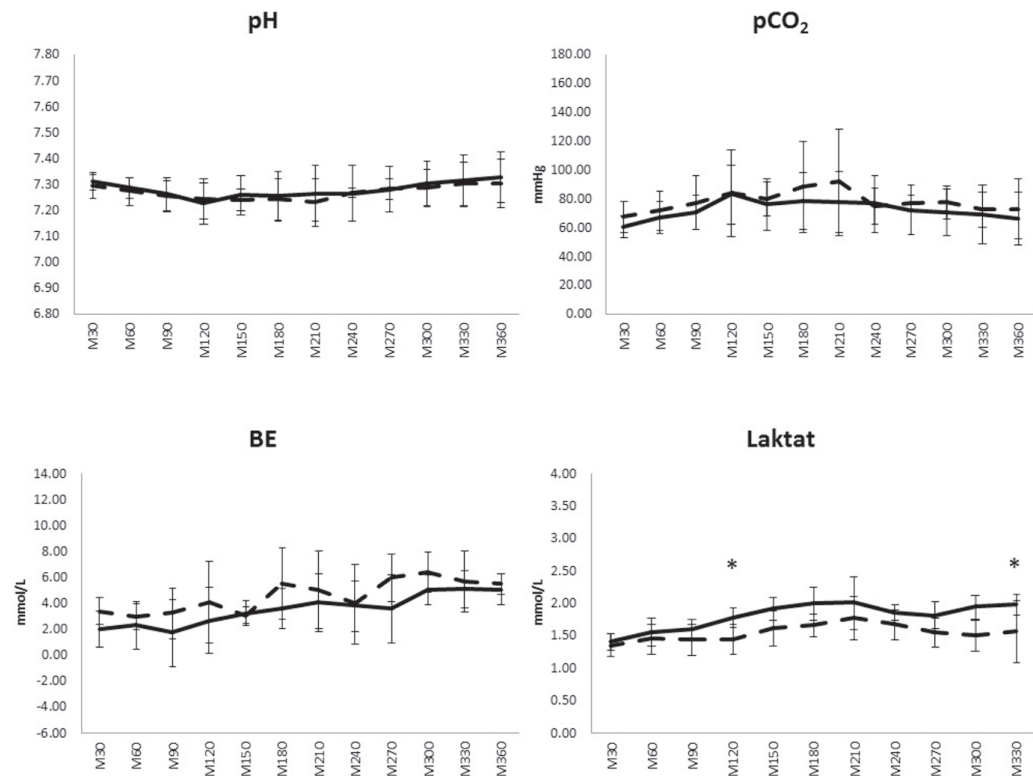 pH
7.80
7.70
7.60
7.50
7.40
7.30
7.20
7.10
7.00
6.90
6.80
M30
M60
M90
M120
M150
M180
M210
M240
M270
M300
M330
M360
pCO₂
mmHg
180.00
160.00
140.00
120.00
100.00
80.00
60.00
40.00
20.00
0.00
M30
M60
M90
M120
M150
M180
M210
M240
M270
M300
M330
M360
BE
mmol/L
14.00
12.00
10.00
8.00
6.00
4.00
2.00
0.00
-2.00
-4.00
-6.00
M30
M60
M90
M120
M150
M180
M210
M240
M270
M300
M330
M360
Laktat
mmol/L
4.00
3.50
3.00
2.50
2.00
1.50
1.00
0.50
0.00
*
*
M30
M60
M90
M120
M150
M180
M210
M240
M270
M300
M330